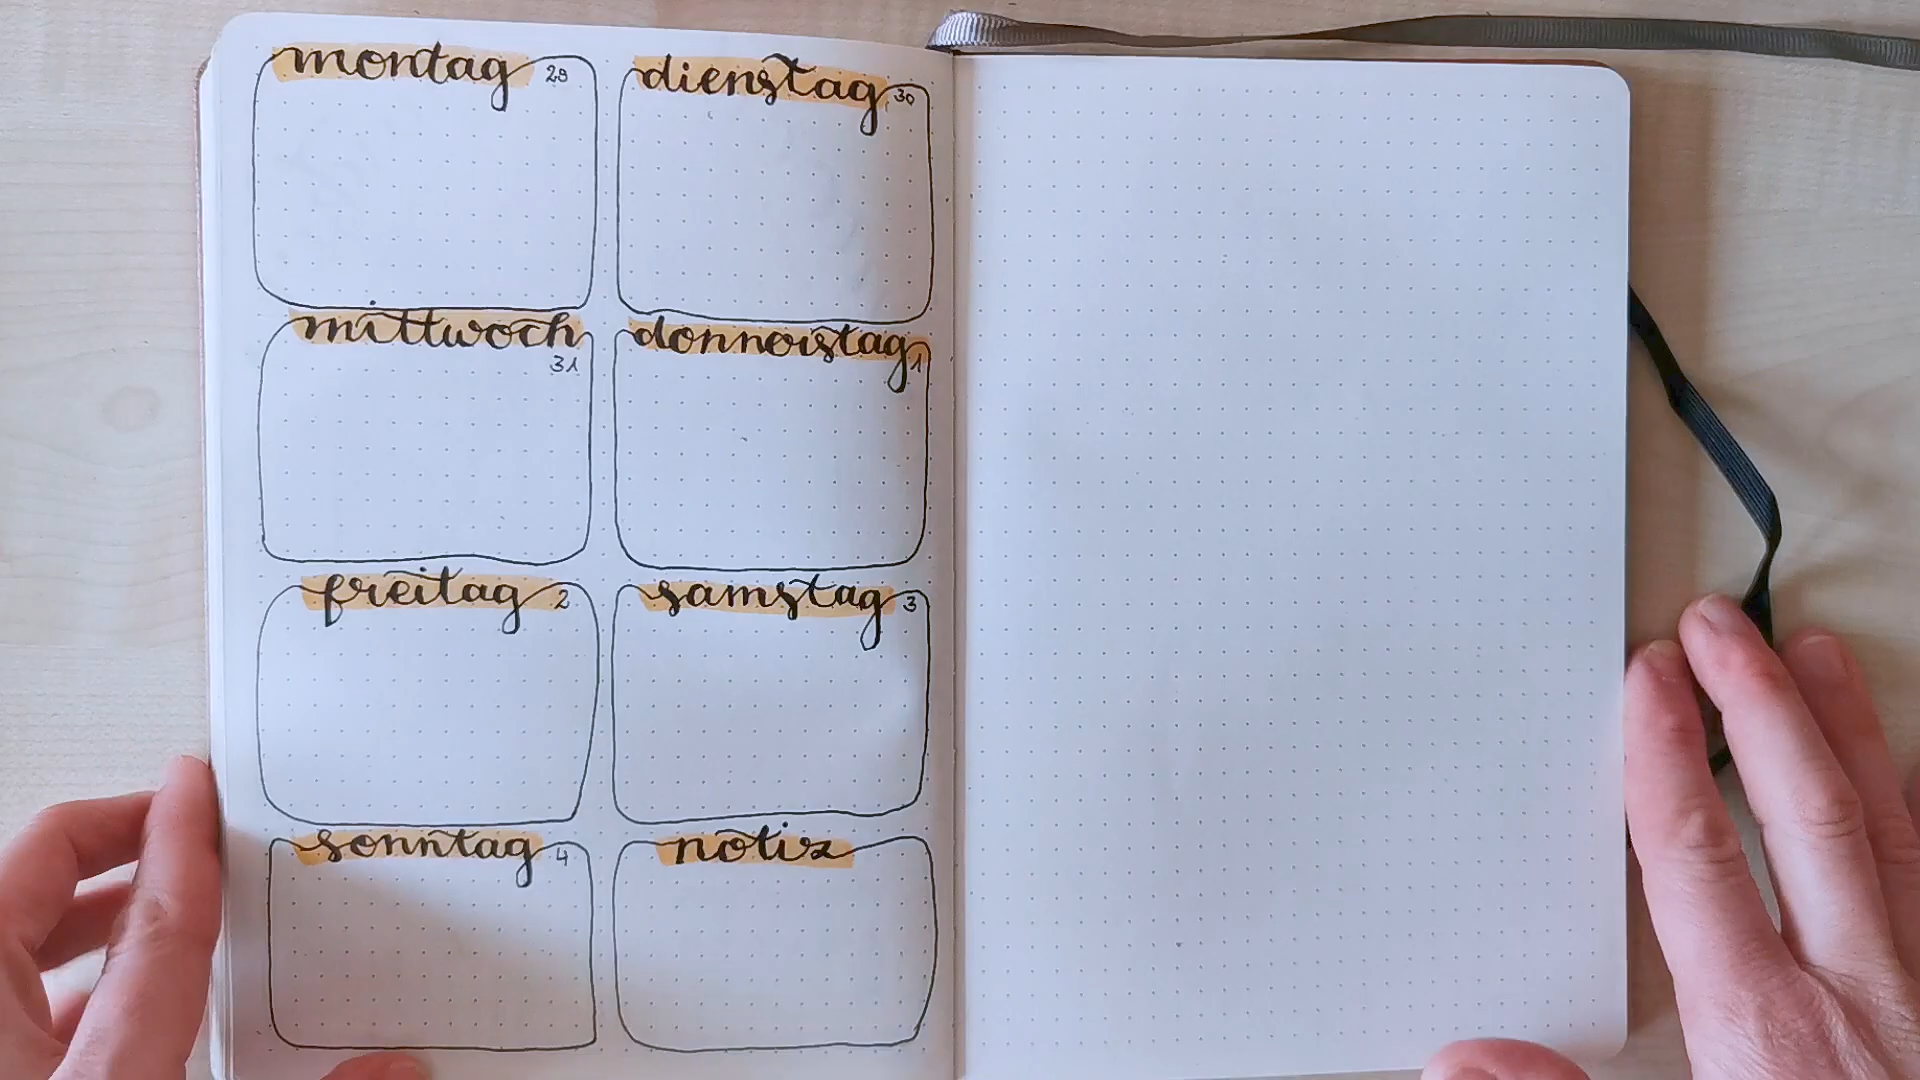 montag 29
dienstag 30
mittwoch
31
donnerstag 1
freitag 2
samstag 3
sonntag 4
notiz